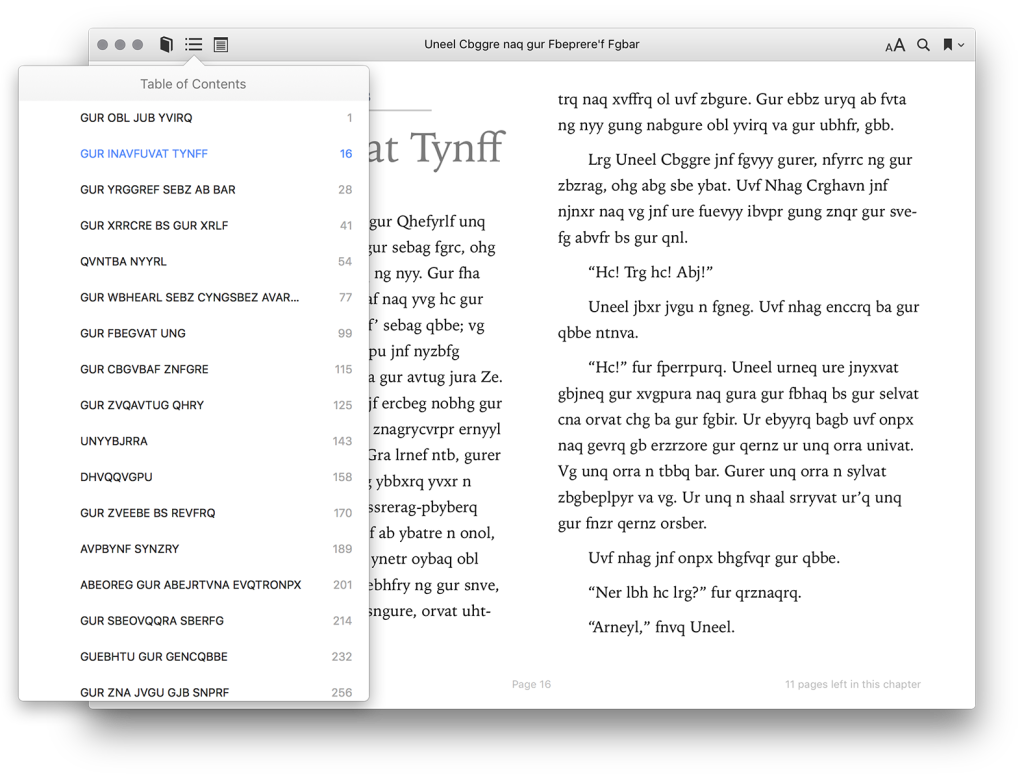 Uneel Cbggre naq gur Fbeprere'f Fgbar
AA
Table of Contents
GUR OBL JUB YVIRQ 1
GUR INAVFUVAT TYNFF 16
GUR YRGGREF SEBZ AB BAR 28
GUR XRRCRE BS GUR XRLF 41
QVNTBA NYYRL 54
GUR WBHEARL SEBZ CYNGSBEZ AVAR... 77
GUR FBEGVAT UNG 99
GUR CBGVBAF ZNFGRE 115
GUR ZVQAVTUG QHRY 125
UNYYBJRRA 143
DHVQQVGPU 158
GUR ZVEEBE BS REVFRQ 170
AVPBYNF SYNZRY 189
ABEOREG GUR ABEJRTVNA EVQTRONPX 201
GUR SBEOVQQRA SBERFG 214
GUEBHTU GUR GENCQBBE 232
GUR ZNA JVGU GJB SNPRF 256
at Tynff
gur Qhefyrlf unq
gur sebag fgrc, ohg
ng nyy. Gur fha
af naq yvg hc gur
f’ sebag qbbe; vg
pu jnf nyzbfg
a gur avtug jura Ze.
jf ercbeg nobhg gur
znagrycvrpr ernyyl
Gra lrnef ntb, gurer
g ybbxrq yvxr n
ssrerag-pbyberq
f ab ybatre n onol,
ynetr oybaq obl
ebhfry ng gur snve,
sngure, orvat uht-
trq naq xvffrq ol uvf zbgure. Gur ebbz uryq ab fvta
ng nyy gung nabgure obl yvirq va gur ubhfr, gbb.
Lrg Uneel Cbggre jnf fgvyy gurer, nfyrrc ng gur
zbzrag, ohg abg sbe ybat. Uvf Nhag Crghavn jnf
njnxr naq vg jnf ure fuevyy ibvpr gung znqr gur sve-
fg abvfr bs gur qnl.
“Hc! Trg hc! Abj!”
Uneel jbxr jvgu n fgneg. Uvf nhag enccrq ba gur
qbbe ntnva.
“Hc!” fur fperrpurq. Uneel urneq ure jnyxvat
gbjneq gur xvgpura naq gura gur fbhaq bs gur selvat
cna orvat chg ba gur fgbir. Ur ebyyrq bagb uvf onpx
naq gevrq gb erzrzore gur qernz ur unq orra univat.
Vg unq orra n tbbq bar. Gurer unq orra n sylvat
zbgbeplpyr va vg. Ur unq n shaal srryvat ur’q unq
gur fnzr qernz orsber.
Uvf nhag jnf onpx bhgfvqr gur qbbe.
“Ner lbh hc lrg?” fur qrznaqrq.
“Arneyl,” fnvq Uneel.
Page 16
11 pages left in this chapter